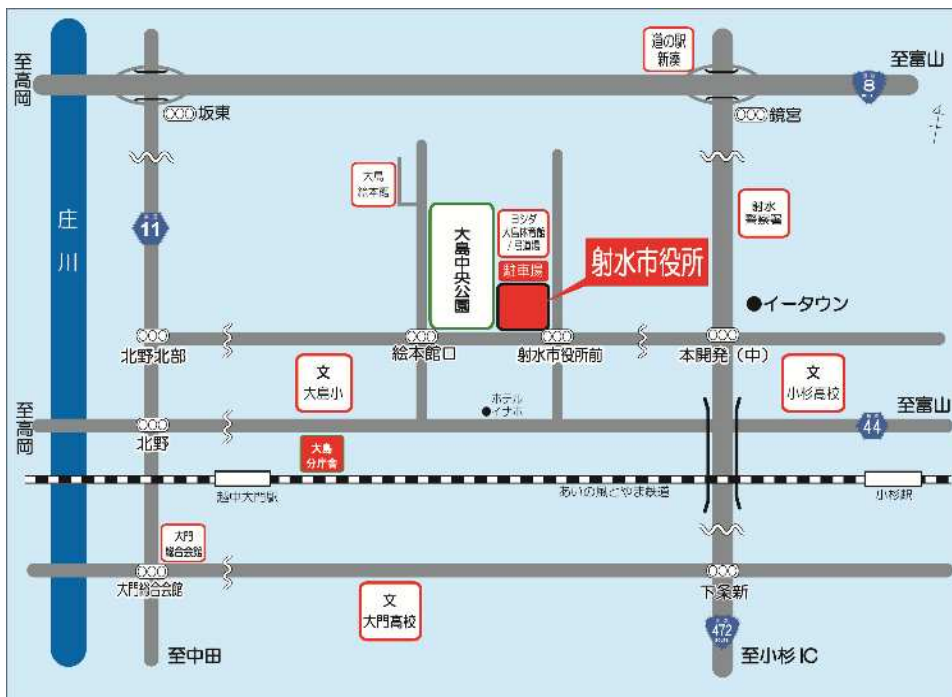 至高岡
庄川
坂東
道の駅
新湊
至富山
8
鏡宮
大島
絵本館
11
大島中央公園
ヨシダ
大島体育館
/弓道場
駐車場
射水市役所
射水
警察署
イータウン
北野北部
絵本館口
射水市役所前
本開発(中)
文
大島小
ホテル
イナホ
文
小杉高校
至高岡
北野
至富山
44
大島
分庁舎
越中大門駅
あいの風とやま鉄道
小杉駅
大門
総合会館
大門総合会館
文
大門高校
下条新
472
至中田
至小杉IC